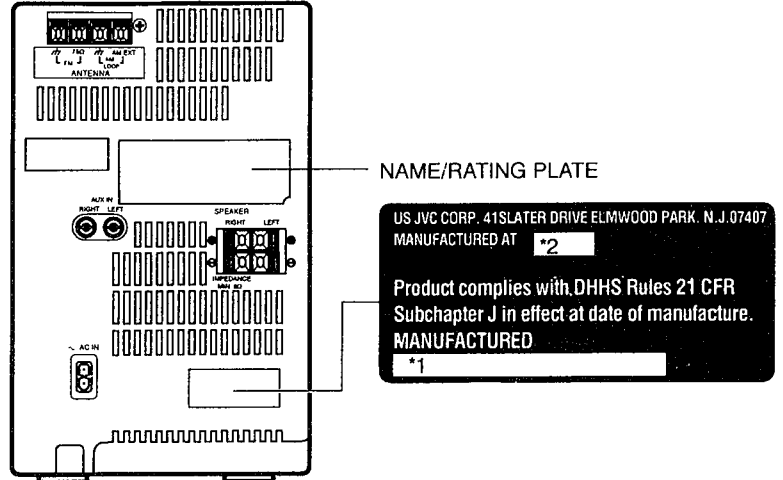 75Ω AM EXT
FM AM
LOOP
ANTENNA
NAME/RATING PLATE
AUX IN
RIGHT LEFT
SPEAKER
RIGHT LEFT
IMPEDANCE
MIN 8Ω
~ AC IN
US JVC CORP. 41SLATER DRIVE ELMWOOD PARK. N.J.07407
MANUFACTURED AT *2
Product complies with DHHS Rules 21 CFR
Subchapter J in effect at date of manufacture.
MANUFACTURED
*1